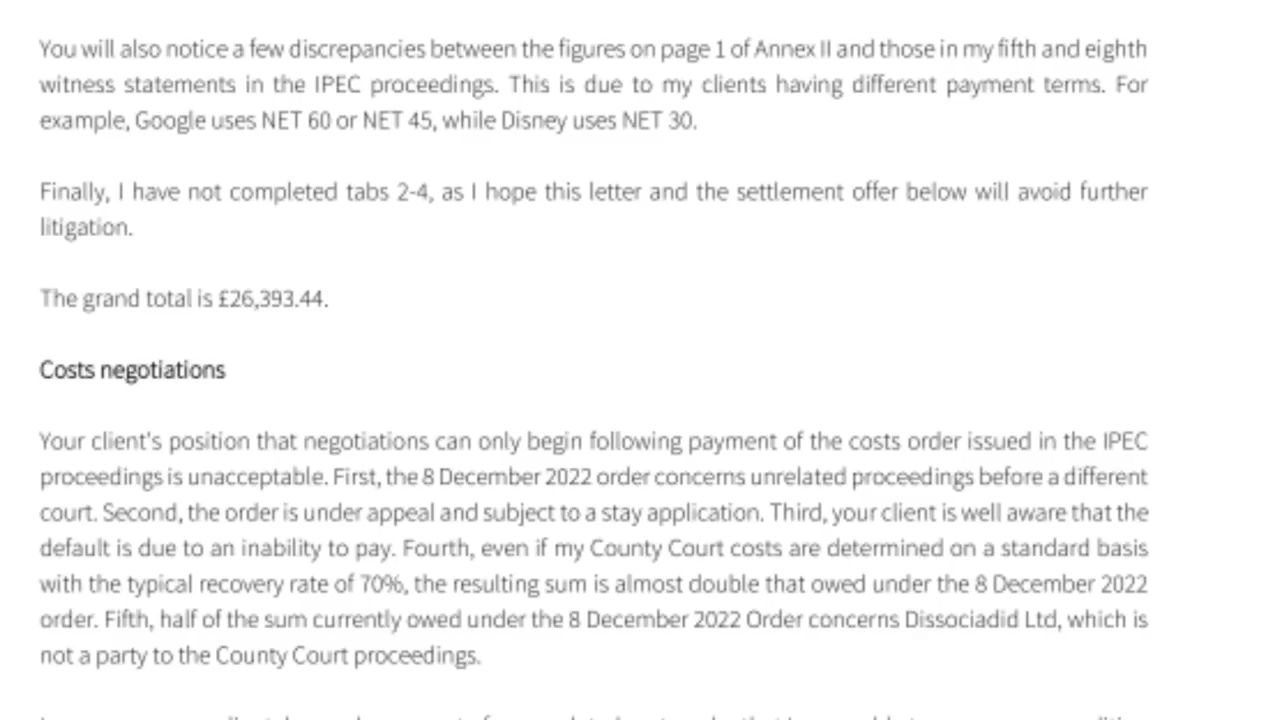 You will also notice a few discrepancies between the figures on page 1 of Annex II and those in my fifth and eighth
witness statements in the IPEC proceedings. This is due to my clients having different payment terms. For
example, Google uses NET 60 or NET 45, while Disney uses NET 30.
Finally, I have not completed tabs 2-4, as I hope this letter and the settlement offer below will avoid further
litigation.
The grand total is £26,393.44.
Costs negotiations
Your client's position that negotiations can only begin following payment of the costs order issued in the IPEC
proceedings is unacceptable. First, the 8 December 2022 order concerns unrelated proceedings before a different
court. Second, the order is under appeal and subject to a stay application. Third, your client is well aware that the
default is due to an inability to pay. Fourth, even if my County Court costs are determined on a standard basis
with the typical recovery rate of 70%, the resulting sum is almost double that owed under the 8 December 2022
order. Fifth, half of the sum currently owed under the 8 December 2022 Order concerns Dissociadid Ltd, which is
not a party to the County Court proceedings.